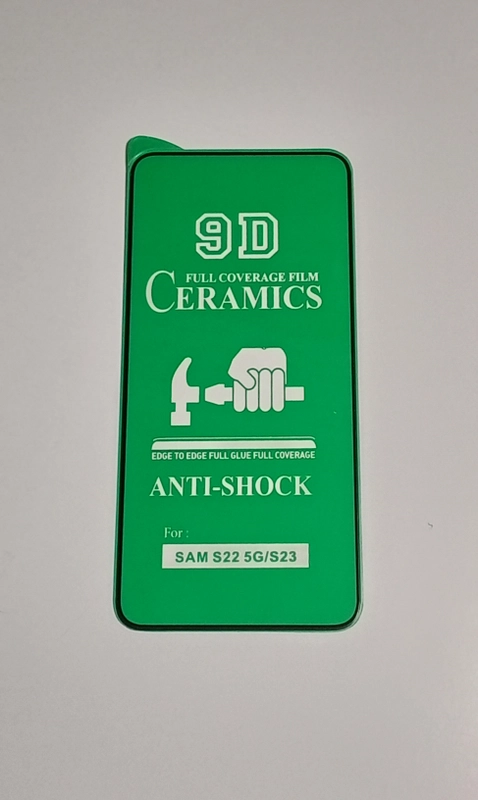 9D
FULL COVERAGE FILM
CERAMICS
EDGE TO EDGE FULL GLUE FULL COVERAGE
ANTI-SHOCK
For :
SAM S22 5G/S23